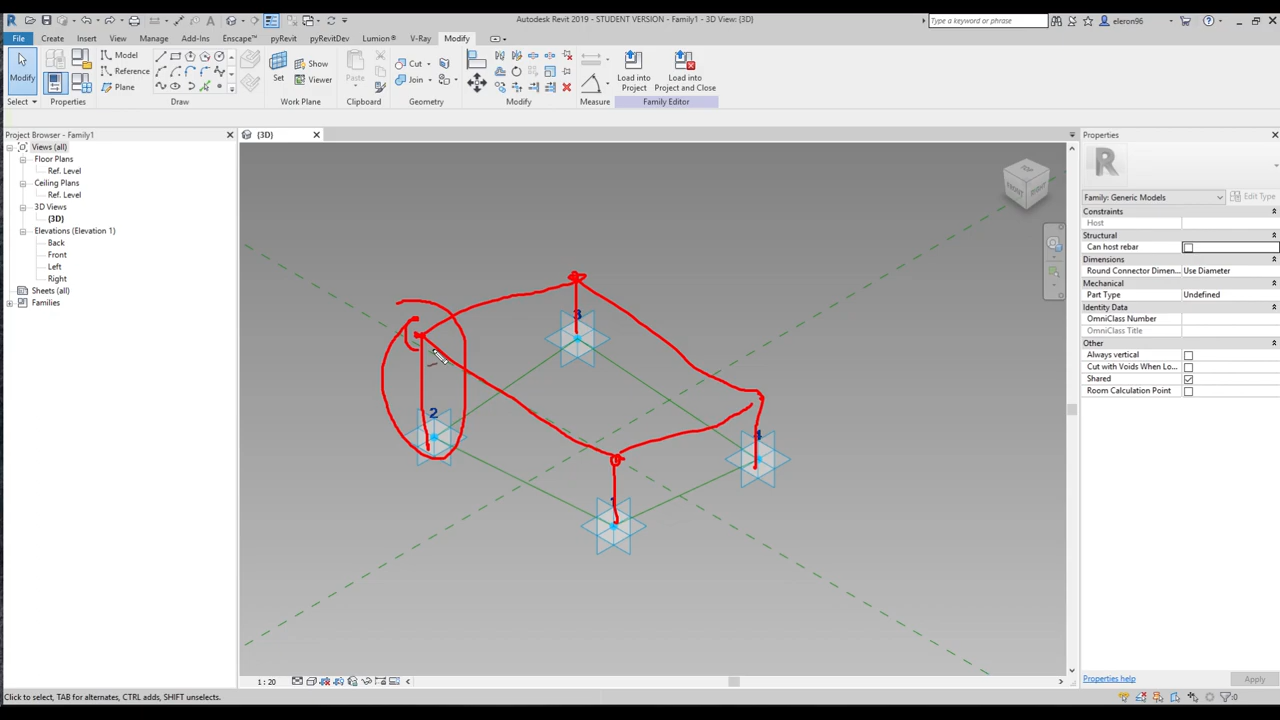 Autodesk Revit 2019 - STUDENT VERSION - Family1 - 3D View: {3D}
Type a keyword or phrase
eleron96
File Create Insert View Manage Add-Ins Enscape™ pyRevit pyRevitDev Lumion® V-Ray Modify
Modify
Select
Properties
Model
Reference
Plane
Draw
Set
Show
Viewer
Work Plane
Paste
Clipboard
Cut
Join
Geometry
Modify
Measure
Load into
Project
Load into
Project and Close
Family Editor
Project Browser - Family1
Views (all)
Floor Plans
Ref. Level
Ceiling Plans
Ref. Level
3D Views
{3D}
Elevations (Elevation 1)
Back
Front
Left
Right
Sheets (all)
Families
{3D}
TOP
FRONT
RIGHT
3
2
4
1
1 : 20
Properties
Family: Generic Models
Edit Type
Constraints
Host
Structural
Can host rebar
Dimensions
Round Connector Dimen... Use Diameter
Mechanical
Part Type Undefined
Identity Data
OmniClass Number
OmniClass Title
Other
Always vertical
Cut with Voids When Lo...
Shared
Room Calculation Point
Properties help
Apply
Click to select, TAB for alternates, CTRL adds, SHIFT unselects.
:0